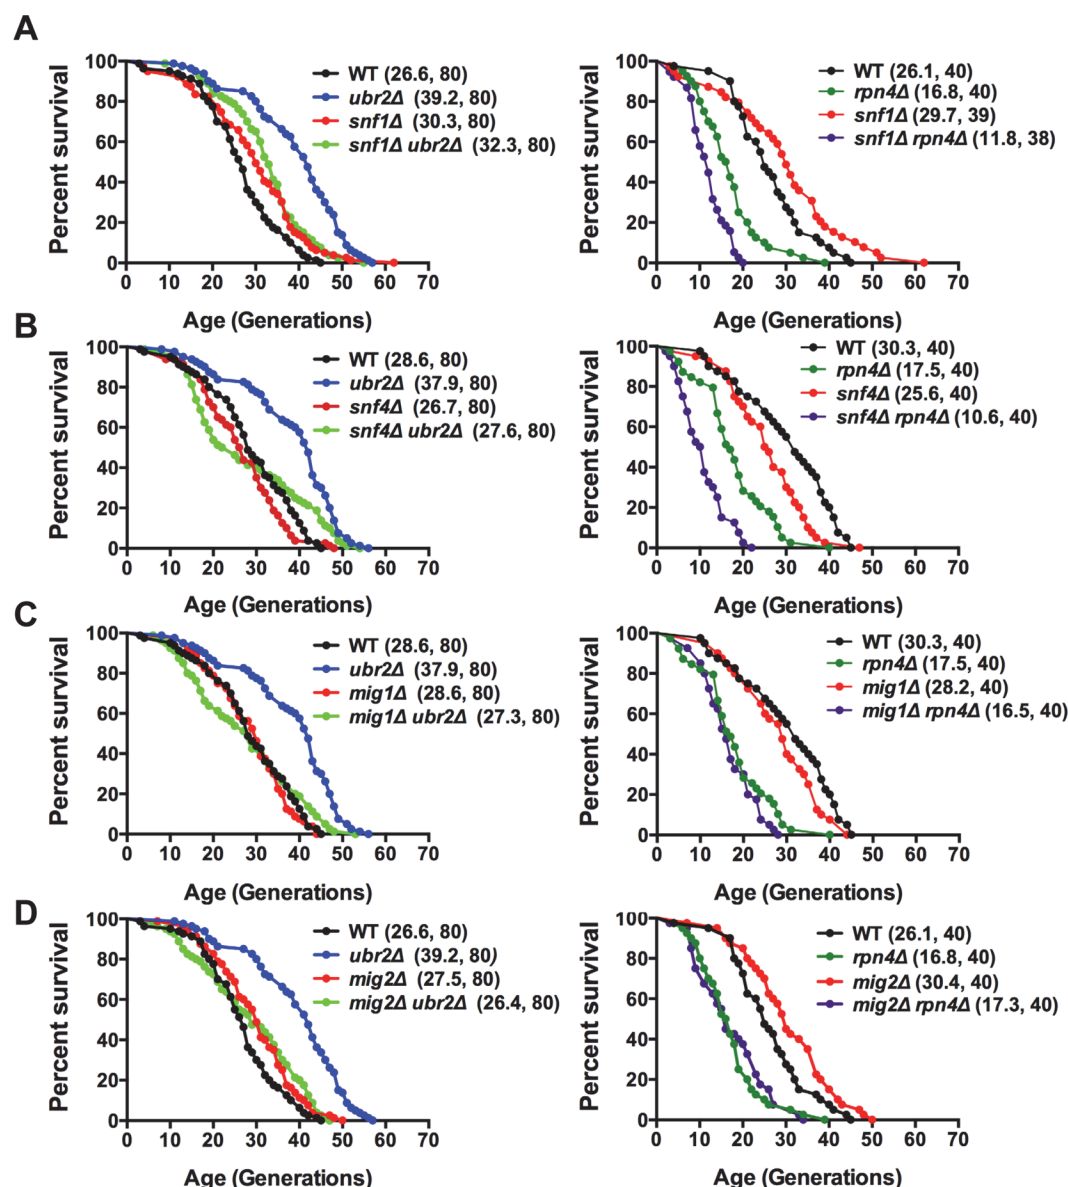 A
Percent survival
100
80
60
40
20
0
0 10 20 30 40 50 60 70
Age (Generations)
WT (26.6, 80)
ubr2Δ (39.2, 80)
snf1Δ (30.3, 80)
snf1Δ ubr2Δ (32.3, 80)
Percent survival
100
80
60
40
20
0
0 10 20 30 40 50 60 70
Age (Generations)
WT (26.1, 40)
rpn4Δ (16.8, 40)
snf1Δ (29.7, 39)
snf1Δ rpn4Δ (11.8, 38)
B
Percent survival
100
80
60
40
20
0
0 10 20 30 40 50 60 70
Age (Generations)
WT (28.6, 80)
ubr2Δ (37.9, 80)
snf4Δ (26.7, 80)
snf4Δ ubr2Δ (27.6, 80)
Percent survival
100
80
60
40
20
0
0 10 20 30 40 50 60 70
Age (Generations)
WT (30.3, 40)
rpn4Δ (17.5, 40)
snf4Δ (25.6, 40)
snf4Δ rpn4Δ (10.6, 40)
C
Percent survival
100
80
60
40
20
0
0 10 20 30 40 50 60 70
Age (Generations)
WT (28.6, 80)
ubr2Δ (37.9, 80)
mig1Δ (28.6, 80)
mig1Δ ubr2Δ (27.3, 80)
Percent survival
100
80
60
40
20
0
0 10 20 30 40 50 60 70
Age (Generations)
WT (30.3, 40)
rpn4Δ (17.5, 40)
mig1Δ (28.2, 40)
mig1Δ rpn4Δ (16.5, 40)
D
Percent survival
100
80
60
40
20
0
0 10 20 30 40 50 60 70
Age (Generations)
WT (26.6, 80)
ubr2Δ (39.2, 80)
mig2Δ (27.5, 80)
mig2Δ ubr2Δ (26.4, 80)
Percent survival
100
80
60
40
20
0
0 10 20 30 40 50 60 70
Age (Generations)
WT (26.1, 40)
rpn4Δ (16.8, 40)
mig2Δ (30.4, 40)
mig2Δ rpn4Δ (17.3, 40)